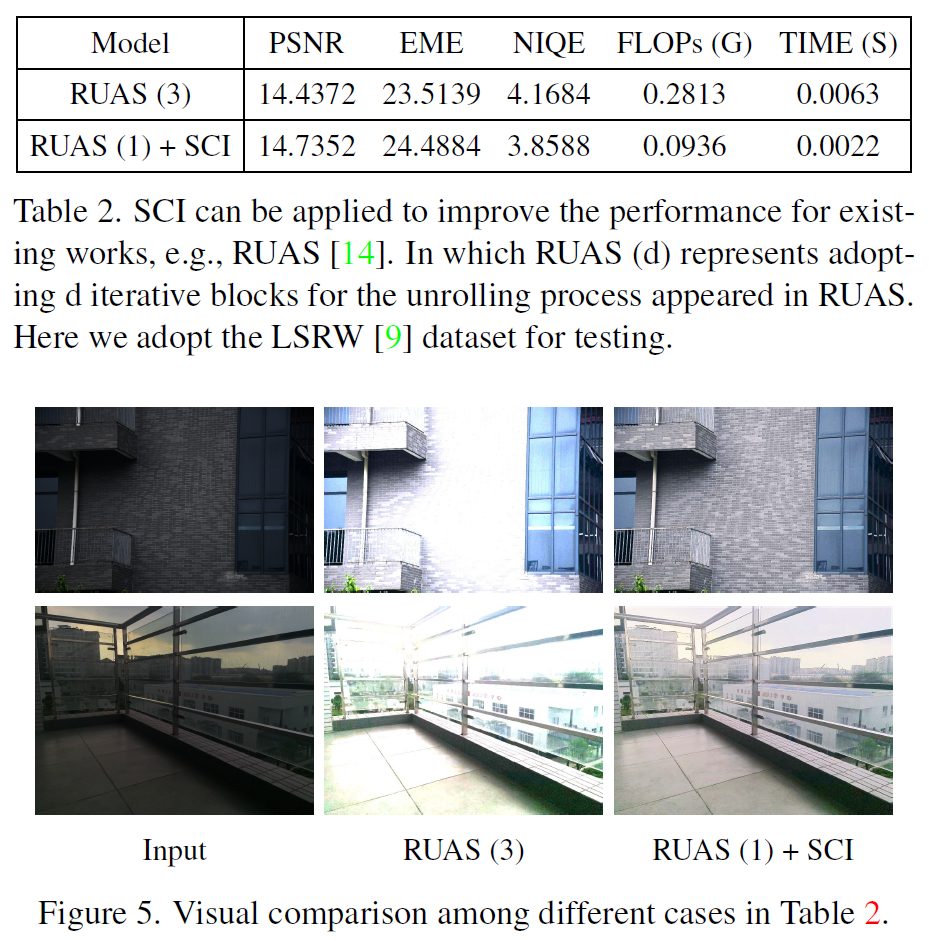 Model PSNR EME NIQE FLOPs (G) TIME (S)
RUAS (3) 14.4372 23.5139 4.1684 0.2813 0.0063
RUAS (1) + SCI 14.7352 24.4884 3.8588 0.0936 0.0022
Table 2. SCI can be applied to improve the performance for exist-
ing works, e.g., RUAS [14]. In which RUAS (d) represents adopt-
ing d iterative blocks for the unrolling process appeared in RUAS.
Here we adopt the LSRW [9] dataset for testing.
Input RUAS (3) RUAS (1) + SCI
Figure 5. Visual comparison among different cases in Table 2.